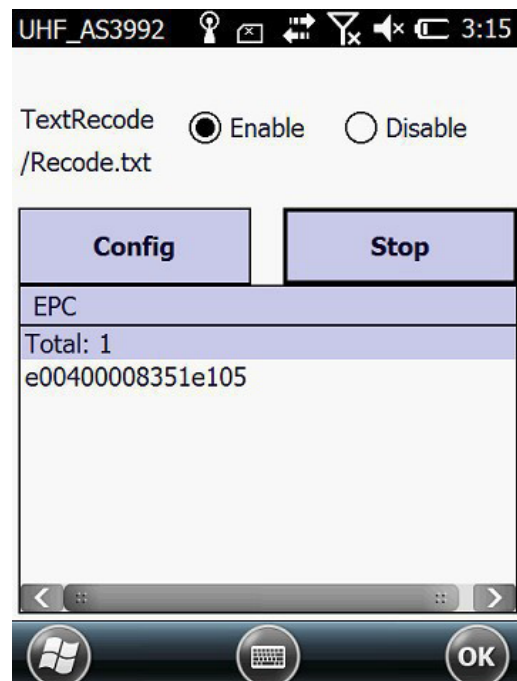 UHF_AS3992 3:15
TextRecode Enable Disable
/Recode.txt
Config Stop
EPC
Total: 1
e00400008351e105
OK